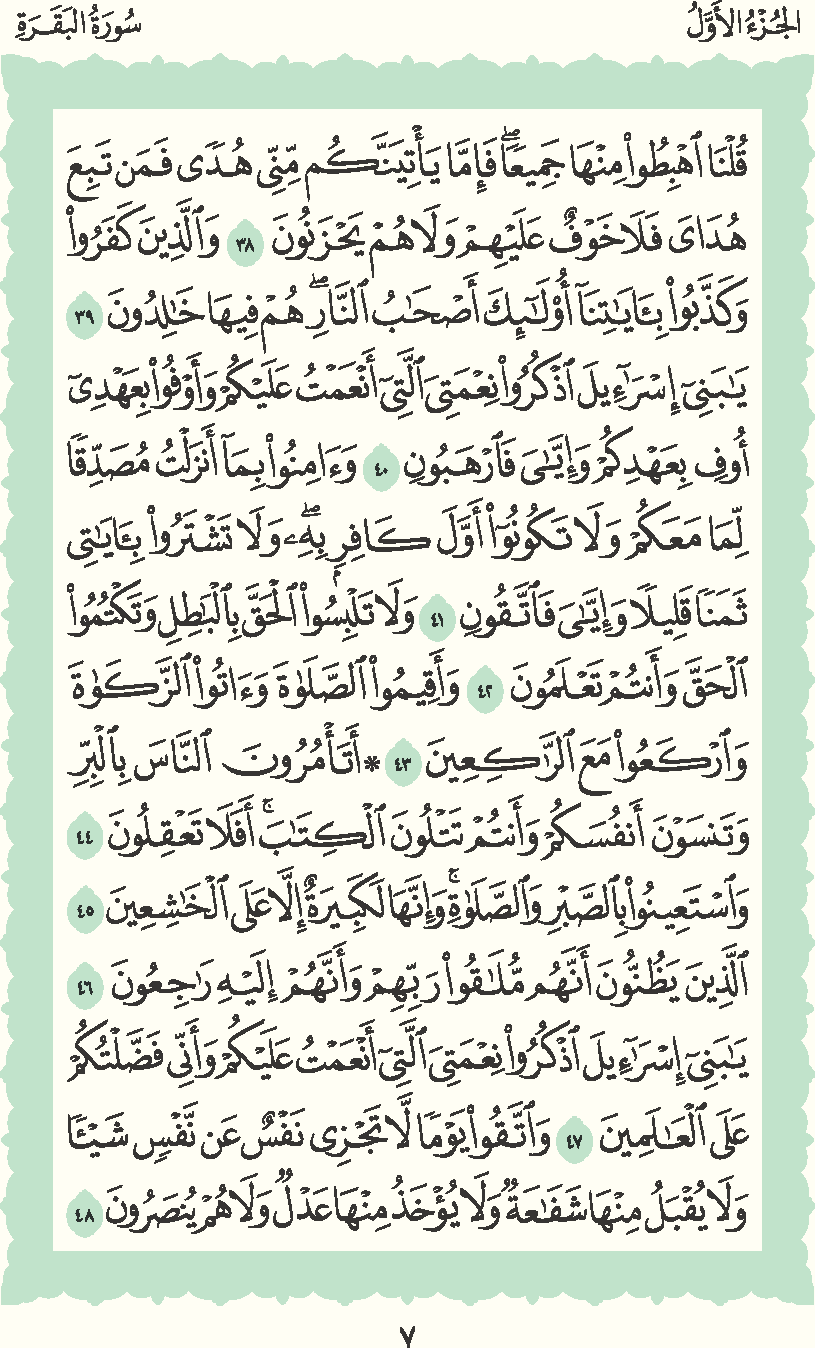 الجُزْءُ الأَوَّلُ
سُورَةُ البَقَرَةِ
قُلْنَا ٱهْبِطُوا۟ مِنْهَا جَمِيعًا ۖ فَإِمَّا يَأْتِيَنَّكُم مِّنِّى هُدًى فَمَن تَبِعَ
هُدَاىَ فَلَا خَوْفٌ عَلَيْهِمْ وَلَا هُمْ يَحْزَنُونَ ٣٨ وَٱلَّذِينَ كَفَرُوا۟
وَكَذَّبُوا۟ بِـَٔايَـٰتِنَآ أُو۟لَـٰٓئِكَ أَصْحَـٰبُ ٱلنَّارِ ۖ هُمْ فِيهَا خَـٰلِدُونَ ٣٩
يَـٰبَنِىٓ إِسْرَٰٓءِيلَ ٱذْكُرُوا۟ نِعْمَتِىَ ٱلَّتِىٓ أَنْعَمْتُ عَلَيْكُمْ وَأَوْفُوا۟ بِعَهْدِىٓ
أُوفِ بِعَهْدِكُمْ وَإِيَّـٰىَ فَٱرْهَبُونِ ٤٠ وَءَامِنُوا۟ بِمَآ أَنزَلْتُ مُصَدِّقًا
لِّمَا مَعَكُمْ وَلَا تَكُونُوٓا۟ أَوَّلَ كَافِرٍۭ بِهِۦ ۖ وَلَا تَشْتَرُوا۟ بِـَٔايَـٰتِى
ثَمَنًا قَلِيلًا وَإِيَّـٰىَ فَٱتَّقُونِ ٤١ وَلَا تَلْبِسُوا۟ ٱلْحَقَّ بِٱلْبَـٰطِلِ وَتَكْتُمُوا۟
ٱلْحَقَّ وَأَنتُمْ تَعْلَمُونَ ٤٢ وَأَقِيمُوا۟ ٱلصَّلَوٰةَ وَءَاتُوا۟ ٱلزَّكَوٰةَ
وَٱرْكَعُوا۟ مَعَ ٱلرَّٰكِعِينَ ٤٣ * أَتَأْمُرُونَ ٱلنَّاسَ بِٱلْبِرِّ
وَتَنسَوْنَ أَنفُسَكُمْ وَأَنتُمْ تَتْلُونَ ٱلْكِتَـٰبَ ۚ أَفَلَا تَعْقِلُونَ ٤٤
وَٱسْتَعِينُوا۟ بِٱلصَّبْرِ وَٱلصَّلَوٰةِ ۚ وَإِنَّهَا لَكَبِيرَةٌ إِلَّا عَلَى ٱلْخَـٰشِعِينَ ٤٥
ٱلَّذِينَ يَظُنُّونَ أَنَّهُم مُّلَـٰقُوا۟ رَبِّهِمْ وَأَنَّهُمْ إِلَيْهِ رَٰجِعُونَ ٤٦
يَـٰبَنِىٓ إِسْرَٰٓءِيلَ ٱذْكُرُوا۟ نِعْمَتِىَ ٱلَّتِىٓ أَنْعَمْتُ عَلَيْكُمْ وَأَنِّى فَضَّلْتُكُمْ
عَلَى ٱلْعَـٰلَمِينَ ٤٧ وَٱتَّقُوا۟ يَوْمًا لَّا تَجْزِى نَفْسٌ عَن نَّفْسٍ شَيْـًٔا
وَلَا يُقْبَلُ مِنْهَا شَفَـٰعَةٌ وَلَا يُؤْخَذُ مِنْهَا عَدْلٌ وَلَا هُمْ يُنصَرُونَ ٤٨
٧